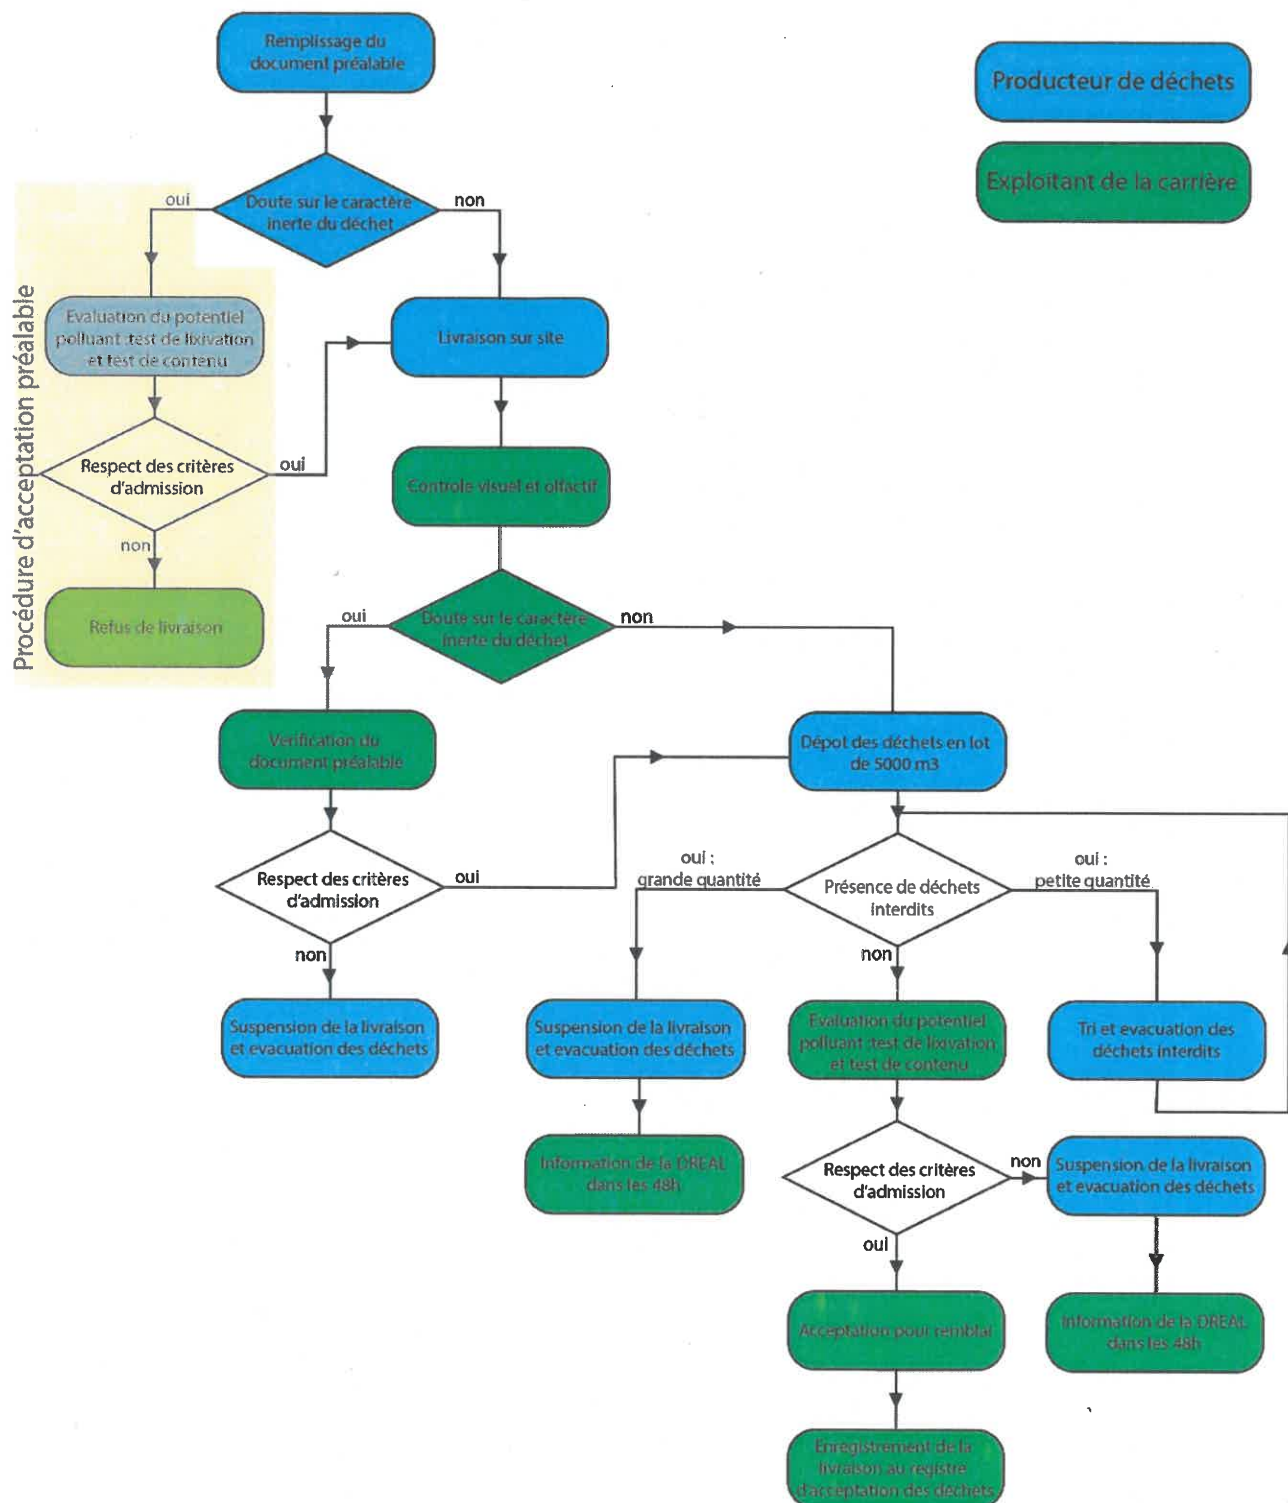 Remplissage du
document préalable
Producteur de déchets
Exploitant de la carrière
Doute sur le caractère
inerte du déchet
oui
non
Procédure d'acceptation préalable
Evaluation du potentiel
polluant :test de lixivation
et test de contenu
Livraison sur site
Respect des critères
d'admission
oui
non
Refus de livraison
Controle visuel et olfactif
Doute sur le caractère
inerte du déchet
oui
non
Vérification du
document préalable
Dépot des déchets en lot
de 5000 m3
Respect des critères
d'admission
oui
non
Suspension de la livraison
et evacuation des déchets
Présence de déchets
interdits
oui :
grande quantité
oui :
petite quantité
non
Suspension de la livraison
et evacuation des déchets
Information de la DREAL
dans les 48h
Evaluation du potentiel
polluant :test de lixivation
et test de contenu
Tri et evacuation des
déchets interdits
Respect des critères
d'admission
non
oui
Suspension de la livraison
et evacuation des déchets
Information de la DREAL
dans les 48h
Acceptation pour remblai
Enregistrement de la
livraison au registre
d'acceptation des déchets